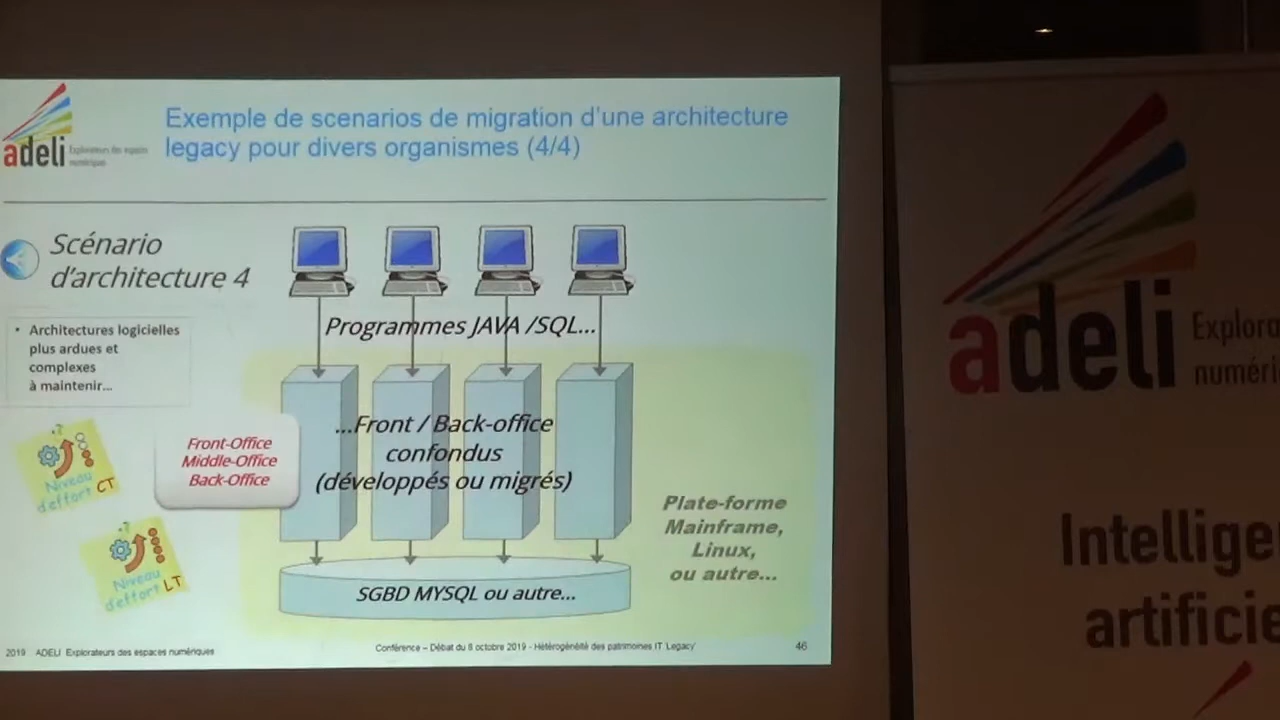 Exemple de scenarios de migration d'une architecture
legacy pour divers organismes (4/4)
adeli
Explorateurs des espaces
numériques
Scénario
d'architecture 4
• Architectures logicielles
plus ardues et
complexes
à maintenir...
Programmes JAVA /SQL...
...Front / Back-office
confondus
(développés ou migrés)
Front-Office
Middle-Office
Back-Office
.?
Niveau
d'effort CT
.?
Niveau
d'effort LT
Plate-forme
Mainframe,
Linux,
ou autre...
SGBD MYSQL ou autre...
2019 ADELI Explorateurs des espaces numériques
Conférence – Débat du 8 octobre 2019 - Hétérogénéité des patrimoines IT 'Legacy'
46
adeli
Explora
numéri
Intellige
artificie